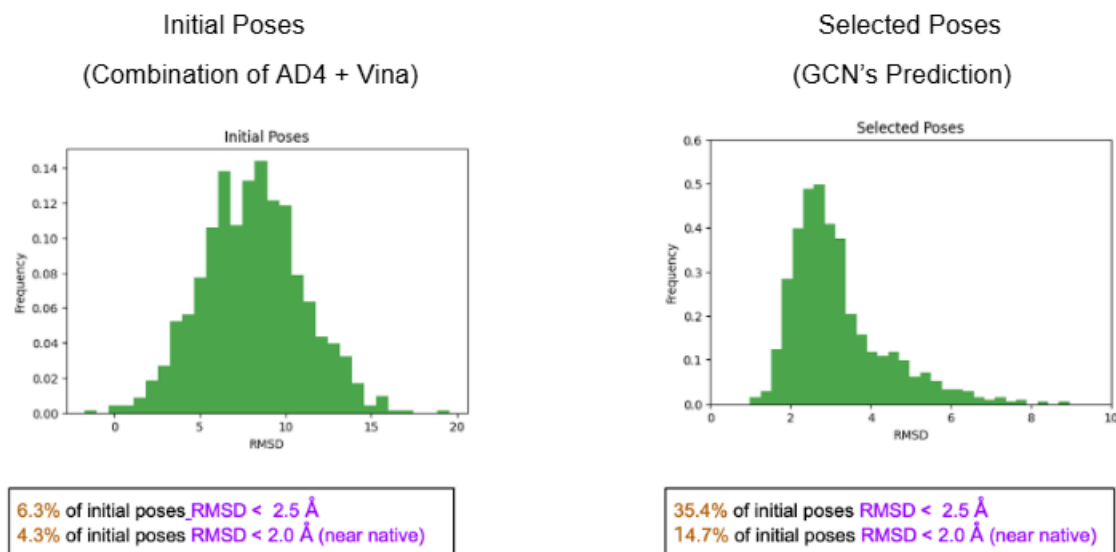 Initial Poses
(Combination of AD4 + Vina)
Selected Poses
(GCN's Prediction)
Initial Poses
0.14
0.12
0.10
0.08
0.06
0.04
0.02
0.00
Frequency
0
5
10
15
20
RMSD
Selected Poses
0.6
0.5
0.4
0.3
0.2
0.1
0.0
Frequency
0
2
4
6
8
10
RMSD
6.3% of initial poses RMSD < 2.5 Å
4.3% of initial poses RMSD < 2.0 Å (near native)
35.4% of initial poses RMSD < 2.5 Å
14.7% of initial poses RMSD < 2.0 Å (near native)